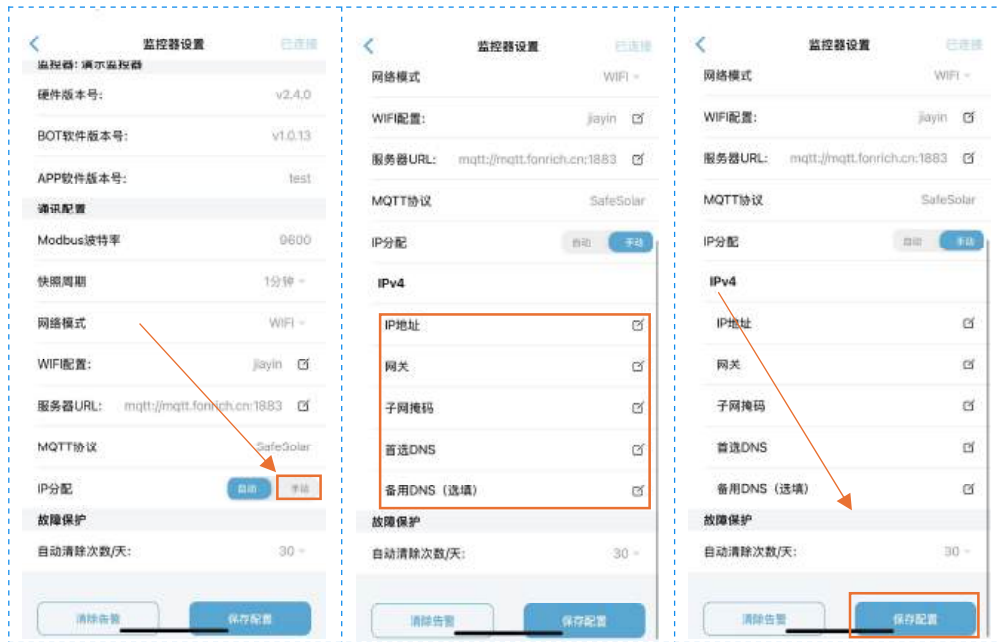 监控器设置
已连接
监控器: 演示监控器
硬件版本号:
v2.4.0
BOT软件版本号:
v1.0.13
APP软件版本号:
test
通讯配置
Modbus波特率
9600
快照周期
1分钟
网络模式
WIFI
WIFI配置:
jiayin
服务器URL:
mqtt://mqtt.fonrich.cn:1883
MQTT协议
SafeSolar
IP分配
自动
手动
故障保护
自动清除次数/天:
30
清除告警
保存配置
监控器设置
已连接
网络模式
WIFI
WIFI配置:
jiayin
服务器URL:
mqtt://mqtt.fonrich.cn:1883
MQTT协议
SafeSolar
IP分配
自动
手动
IPv4
IP地址
网关
子网掩码
首选DNS
备用DNS（选填）
故障保护
自动清除次数/天:
30
清除告警
保存配置
监控器设置
已连接
网络模式
WIFI
WIFI配置:
jiayin
服务器URL:
mqtt://mqtt.fonrich.cn:1883
MQTT协议
SafeSolar
IP分配
自动
手动
IPv4
IP地址
网关
子网掩码
首选DNS
备用DNS（选填）
故障保护
自动清除次数/天:
30
清除告警
保存配置